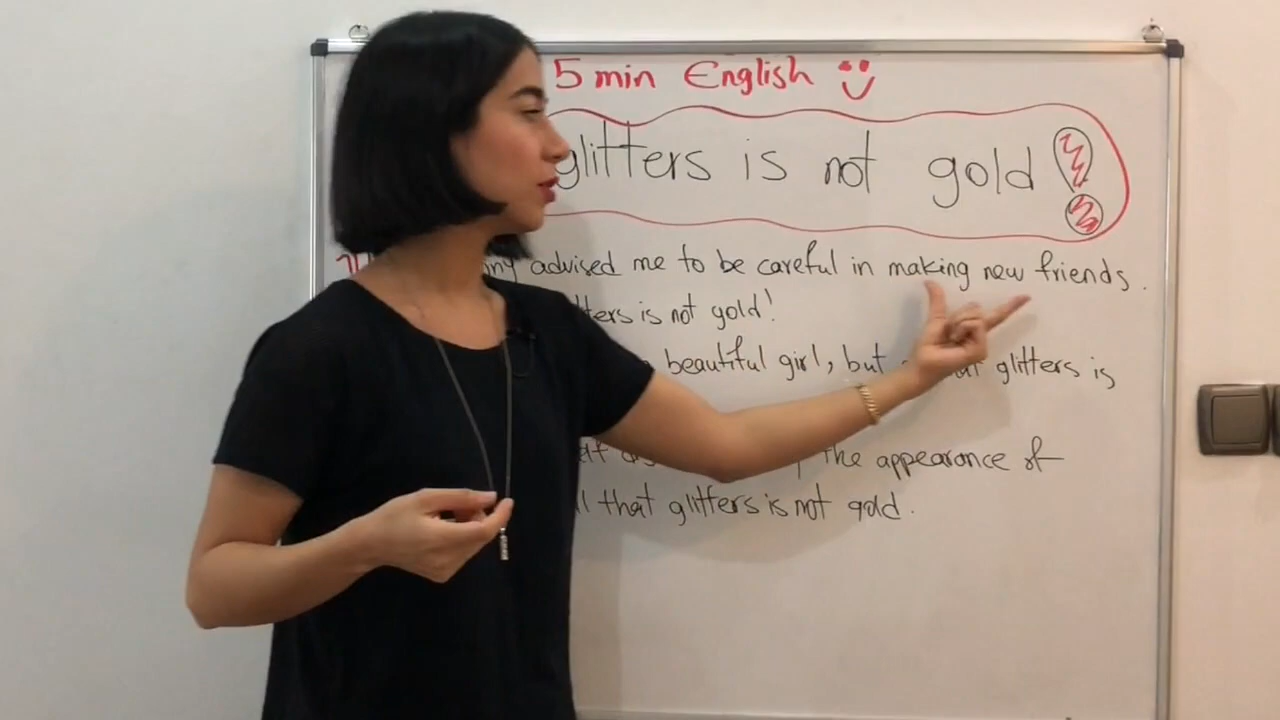 5 min English
glitters is not gold!
advised me to be careful in making new friends.
is not gold!
beautiful girl, but glitters is
the appearance of
that glitters is not gold.